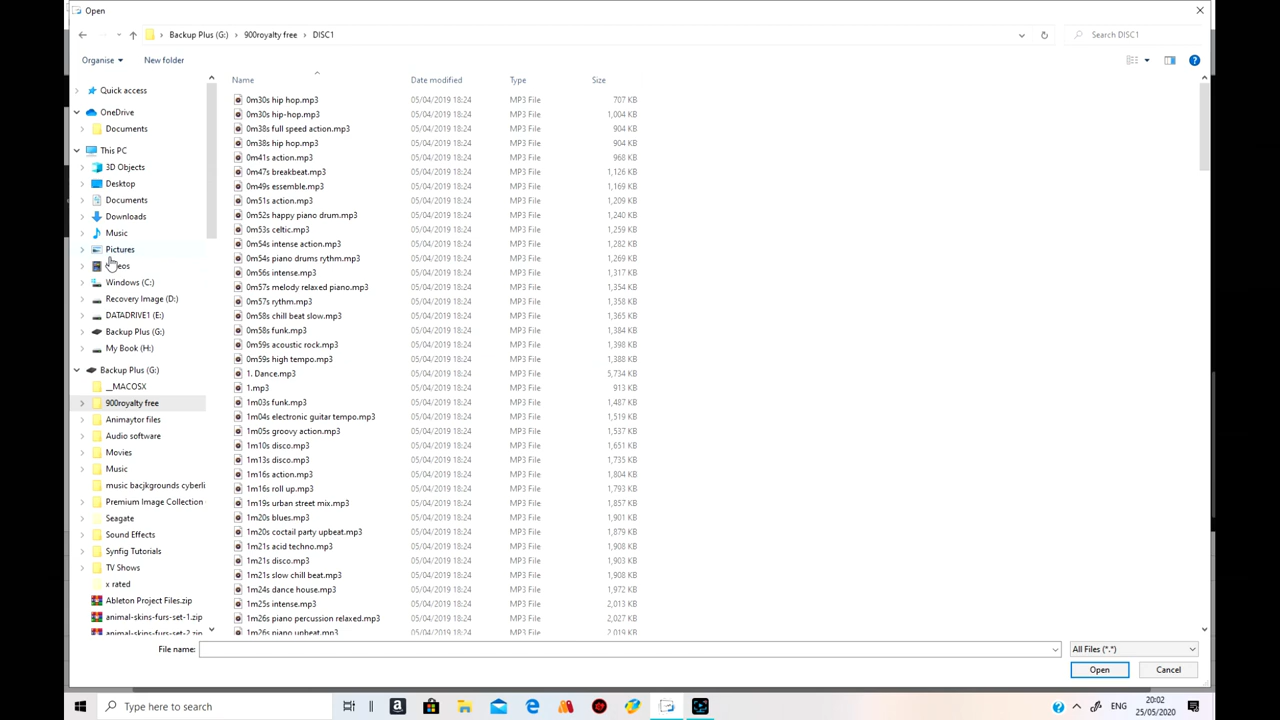 Open
Backup Plus (G:) > 900royalty free > DISC1
Search DISC1
Organise
New folder
Name
Date modified
Type
Size
Quick access
OneDrive
Documents
This PC
3D Objects
Desktop
Documents
Downloads
Music
Pictures
Windows (C:)
Recovery Image (D:)
DATADRIVE1 (E:)
Backup Plus (G:)
My Book (H:)
Backup Plus (G:)
__MACOSX
900royalty free
Animaytor files
Audio software
Movies
Music
music bacjkgrounds cyberli
Premium Image Collection
Seagate
Sound Effects
Synfig Tutorials
TV Shows
x rated
Ableton Project Files.zip
animal-skins-furs-set-1.zip
animal-skins-furs-set-2.zip
0m30s hip hop.mp3 05/04/2019 18:24 MP3 File 707 KB
0m30s hip-hop.mp3 05/04/2019 18:24 MP3 File 1,004 KB
0m38s full speed action.mp3 05/04/2019 18:24 MP3 File 904 KB
0m38s hip hop.mp3 05/04/2019 18:24 MP3 File 904 KB
0m41s action.mp3 05/04/2019 18:24 MP3 File 968 KB
0m47s breakbeat.mp3 05/04/2019 18:24 MP3 File 1,126 KB
0m49s essemble.mp3 05/04/2019 18:24 MP3 File 1,169 KB
0m51s action.mp3 05/04/2019 18:24 MP3 File 1,209 KB
0m52s happy piano drum.mp3 05/04/2019 18:24 MP3 File 1,240 KB
0m53s celtic.mp3 05/04/2019 18:24 MP3 File 1,259 KB
0m54s intense action.mp3 05/04/2019 18:24 MP3 File 1,282 KB
0m54s piano drums rythm.mp3 05/04/2019 18:24 MP3 File 1,269 KB
0m56s intense.mp3 05/04/2019 18:24 MP3 File 1,317 KB
0m57s melody relaxed piano.mp3 05/04/2019 18:24 MP3 File 1,354 KB
0m57s rythm.mp3 05/04/2019 18:24 MP3 File 1,358 KB
0m58s chill beat slow.mp3 05/04/2019 18:24 MP3 File 1,365 KB
0m58s funk.mp3 05/04/2019 18:24 MP3 File 1,384 KB
0m59s acoustic rock.mp3 05/04/2019 18:24 MP3 File 1,392 KB
0m59s high tempo.mp3 05/04/2019 18:24 MP3 File 1,388 KB
1. Dance.mp3 05/04/2019 18:24 MP3 File 5,734 KB
1.mp3 05/04/2019 18:24 MP3 File 913 KB
1m03s funk.mp3 05/04/2019 18:24 MP3 File 1,487 KB
1m04s electronic guitar tempo.mp3 05/04/2019 18:24 MP3 File 1,519 KB
1m05s groovy action.mp3 05/04/2019 18:24 MP3 File 1,537 KB
1m10s disco.mp3 05/04/2019 18:24 MP3 File 1,651 KB
1m13s disco.mp3 05/04/2019 18:24 MP3 File 1,735 KB
1m16s action.mp3 05/04/2019 18:24 MP3 File 1,804 KB
1m16s roll up.mp3 05/04/2019 18:24 MP3 File 1,793 KB
1m19s urban street mix.mp3 05/04/2019 18:24 MP3 File 1,857 KB
1m20s blues.mp3 05/04/2019 18:24 MP3 File 1,901 KB
1m20s coctail party upbeat.mp3 05/04/2019 18:24 MP3 File 1,879 KB
1m21s acid techno.mp3 05/04/2019 18:24 MP3 File 1,908 KB
1m21s disco.mp3 05/04/2019 18:24 MP3 File 1,903 KB
1m21s slow chill beat.mp3 05/04/2019 18:24 MP3 File 1,908 KB
1m24s dance house.mp3 05/04/2019 18:24 MP3 File 1,972 KB
1m25s intense.mp3 05/04/2019 18:24 MP3 File 2,013 KB
1m26s piano percussion relaxed.mp3 05/04/2019 18:24 MP3 File 2,027 KB
1m26s piano upbeat.mp3 05/04/2019 18:24 MP3 File 2,019 KB
File name:
All Files (*.*)
Open
Cancel
Type here to search
ENG
20:02
25/05/2020